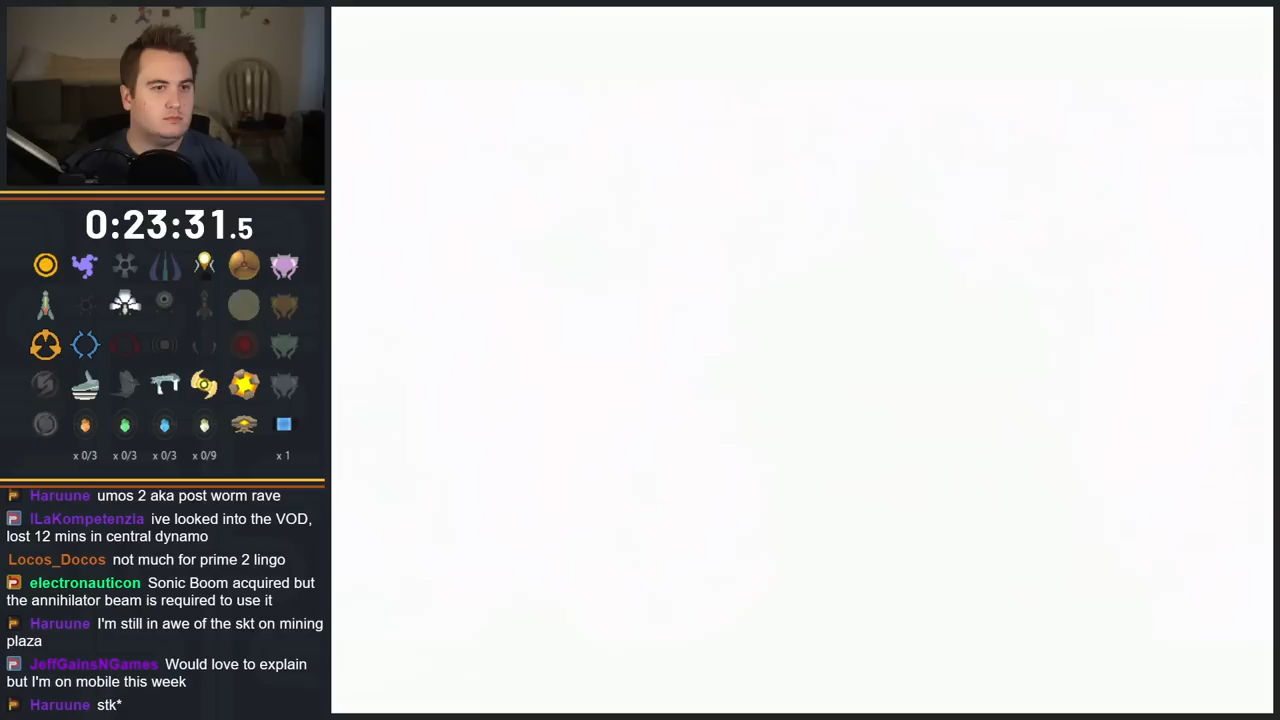 0:23:31.5
x 0/3 x 0/3 x 0/3 x 0/9 x 1
Haruune umos 2 aka post worm rave
ILaKompetenzia ive looked into the VOD,
lost 12 mins in central dynamo
Locos_Docos not much for prime 2 lingo
electronauticon Sonic Boom acquired but
the annihilator beam is required to use it
Haruune I'm still in awe of the skt on mining
plaza
JeffGainsNGames Would love to explain
but I'm on mobile this week
Haruune stk*